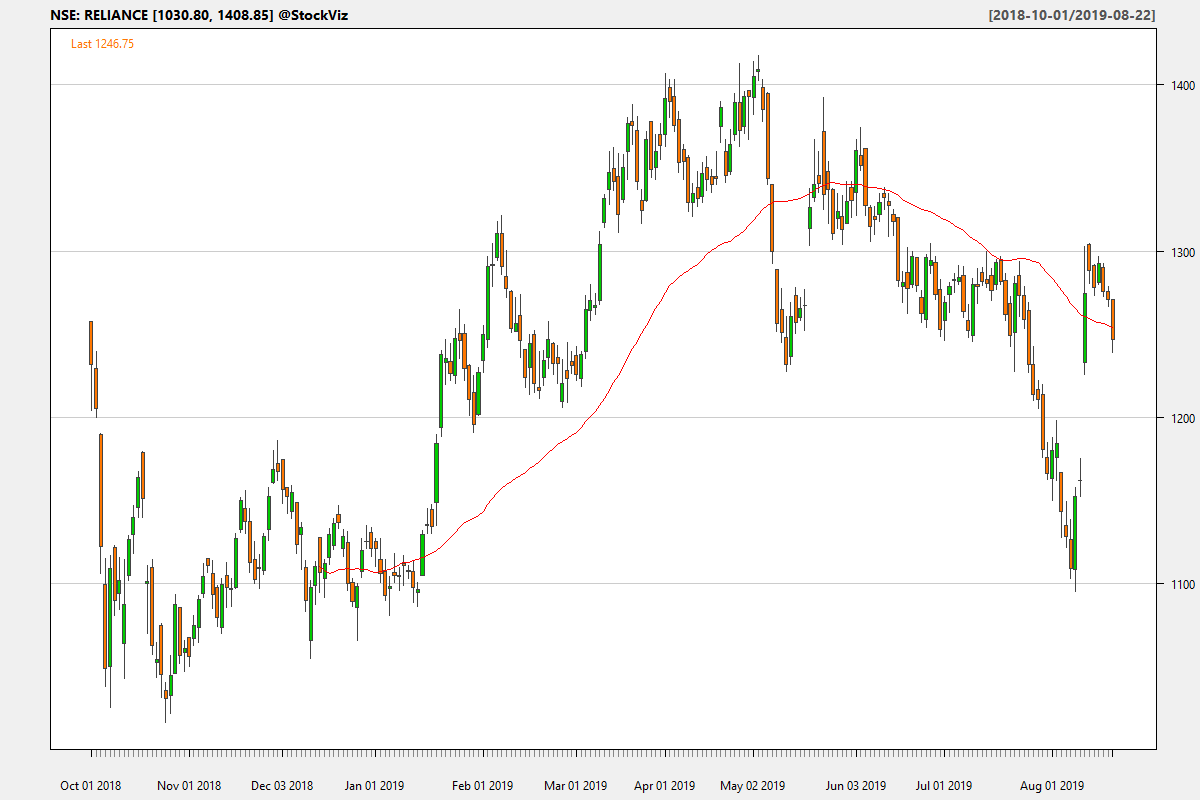 NSE: RELIANCE [1030.80, 1408.85] @StockViz
[2018-10-01/2019-08-22]
Last 1246.75
1400
1300
1200
1100
Oct 01 2018
Nov 01 2018
Dec 03 2018
Jan 01 2019
Feb 01 2019
Mar 01 2019
Apr 01 2019
May 02 2019
Jun 03 2019
Jul 01 2019
Aug 01 2019